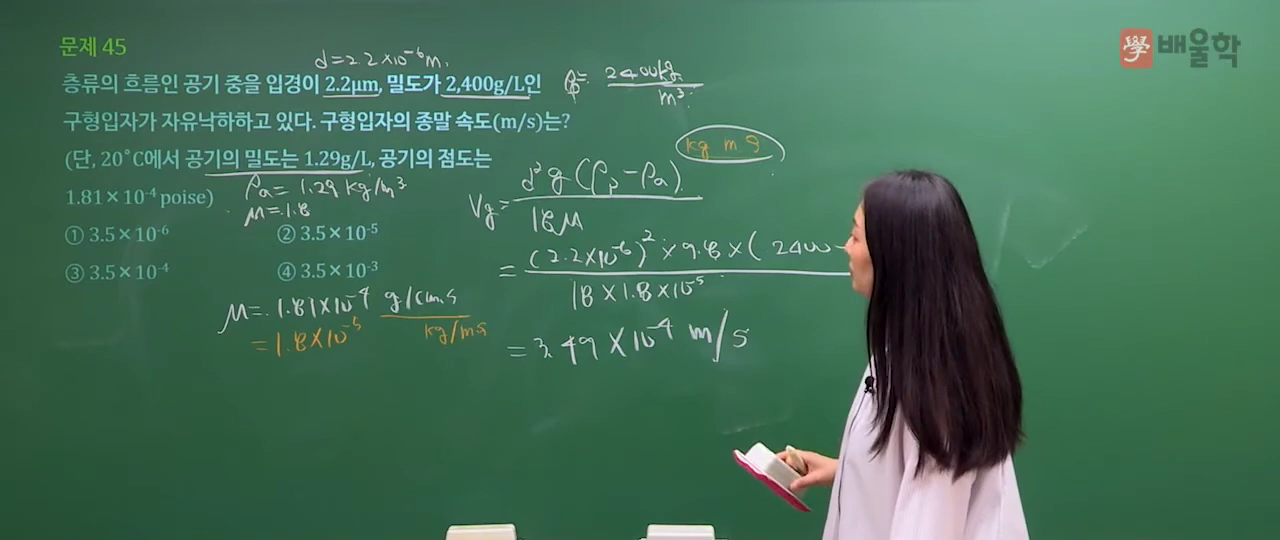 배울학
문제 45
d=2.2×10⁻⁶m
층류의 흐름인 공기 중을 입경이 2.2μm, 밀도가 2,400g/L인
ρ= 2400kg/m³
구형입자가 자유낙하하고 있다. 구형입자의 종말 속도(m/s)는?
kg m s
(단, 20°C에서 공기의 밀도는 1.29g/L, 공기의 점도는
ρa= 1.29 kg/m³
1.81×10⁻⁴ poise)
μ=1.8
Vg= d²g(ρp-ρa)/18μ
① 3.5×10⁻⁶ ② 3.5×10⁻⁵
③ 3.5×10⁻⁴ ④ 3.5×10⁻³
= (2.2×10⁻⁶)²×9.8×(2400-
18×1.8×10⁻⁵
μ= 1.81×10⁻⁴ g/cm.s
=1.8×10⁻⁵ kg/ms
= 3.49×10⁻⁴ m/s